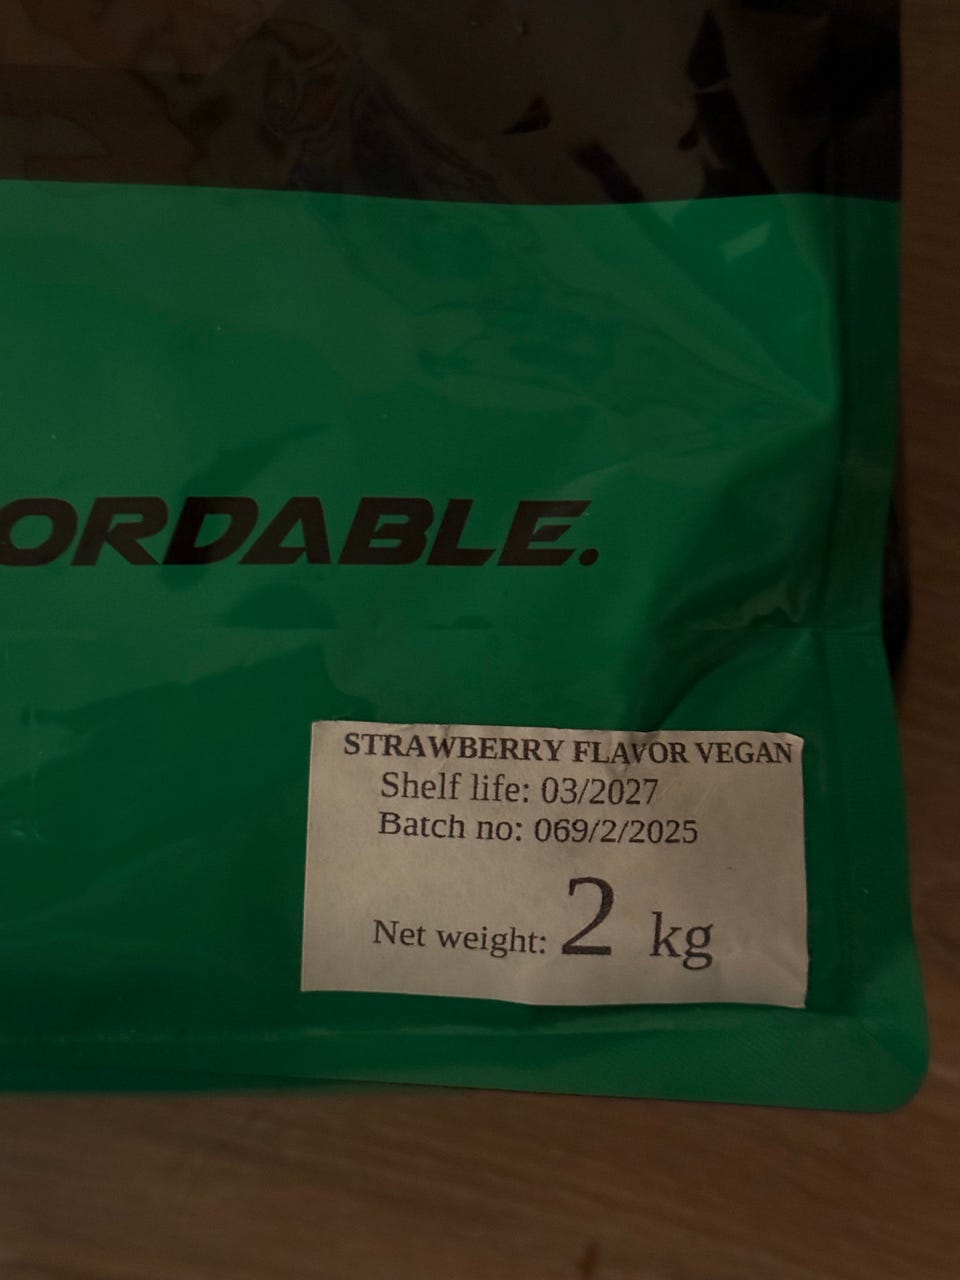 ORDABLE.
STRAWBERRY FLAVOR VEGAN
Shelf life: 03/2027
Batch no: 069/2/2025
Net weight: 2 kg